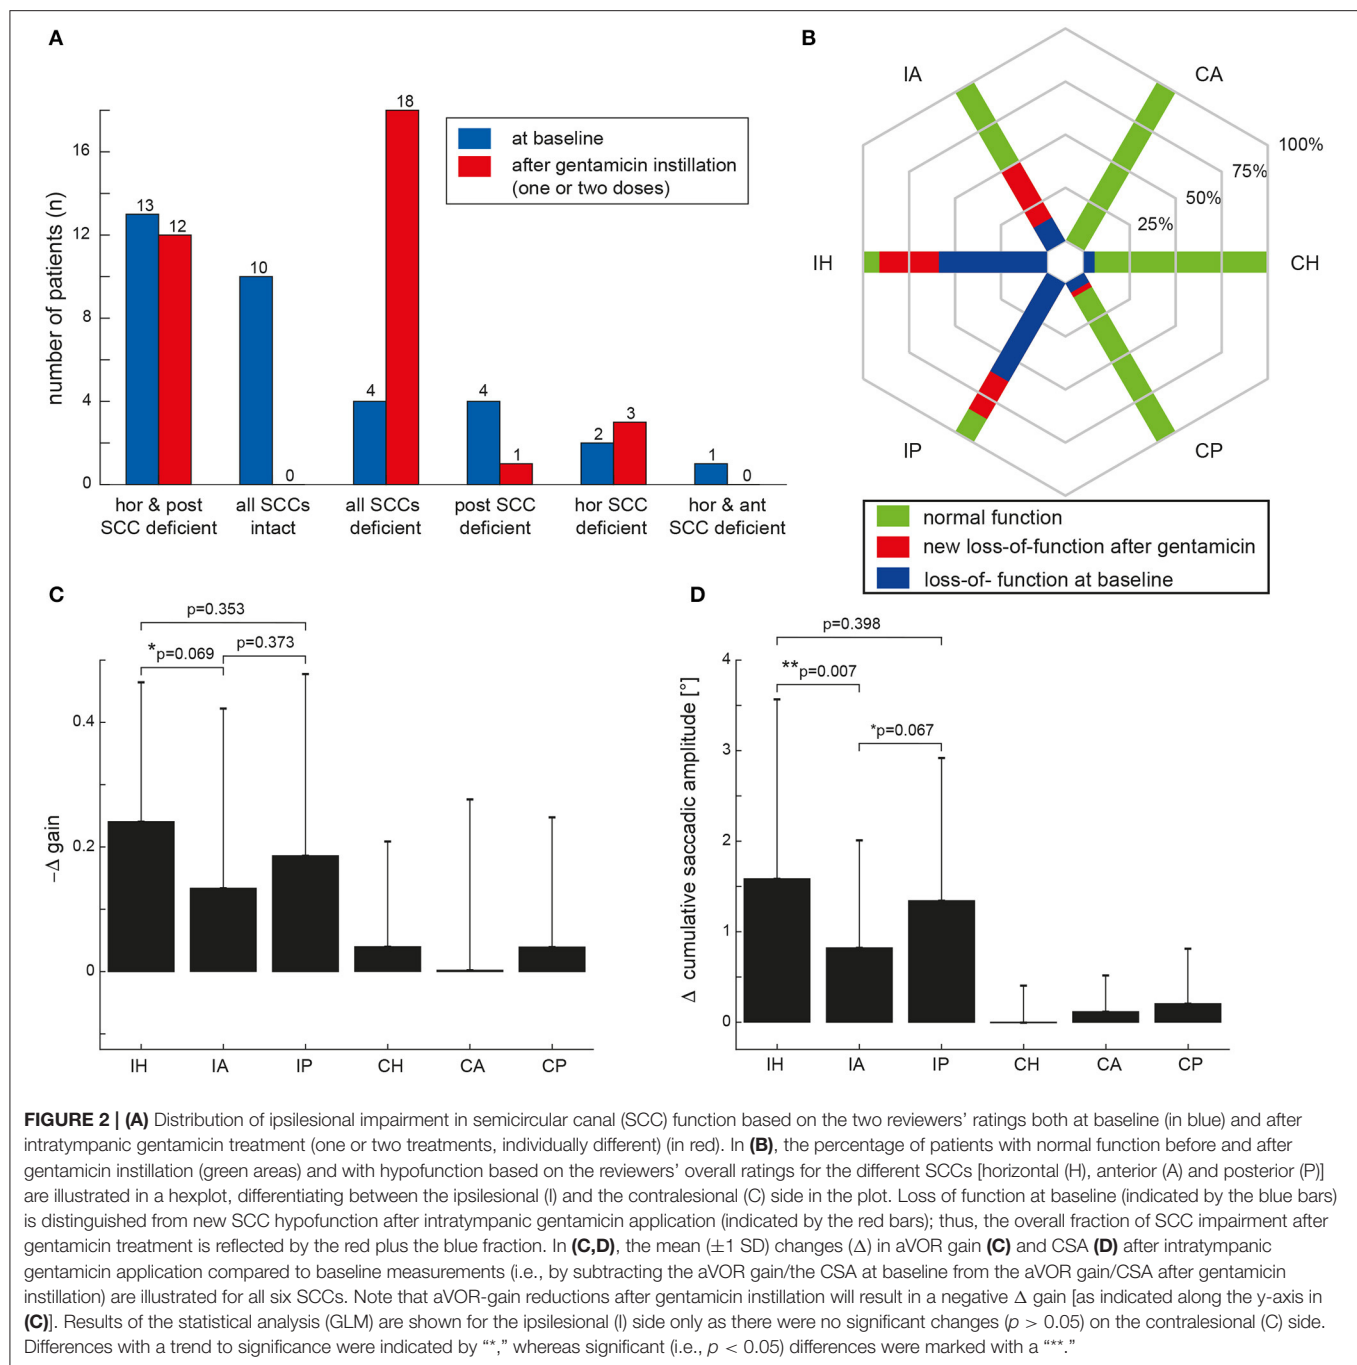 A
number of patients (n)
16
12
8
4
0
13
12
10
0
4
18
4
1
2
3
1
0
at baseline
after gentamicin instillation
(one or two doses)
hor & post
SCC deficient
all SCCs
intact
all SCCs
deficient
post SCC
deficient
hor SCC
deficient
hor & ant
SCC deficient
B
IA
CA
100%
75%
50%
25%
IH
CH
IP
CP
normal function
new loss-of-function after gentamicin
loss-of- function at baseline
C
p=0.353
*p=0.069
p=0.373
−Δ gain
0.4
0.2
0
IH
IA
IP
CH
CA
CP
D
p=0.398
**p=0.007
*p=0.067
Δ cumulative saccadic amplitude [°]
4
3
2
1
0
IH
IA
IP
CH
CA
CP
FIGURE 2 | (A) Distribution of ipsilesional impairment in semicircular canal (SCC) function based on the two reviewers’ ratings both at baseline (in blue) and after
intratympanic gentamicin treatment (one or two treatments, individually different) (in red). In (B), the percentage of patients with normal function before and after
gentamicin instillation (green areas) and with hypofunction based on the reviewers’ overall ratings for the different SCCs [horizontal (H), anterior (A) and posterior (P)]
are illustrated in a hexplot, differentiating between the ipsilesional (I) and the contralesional (C) side in the plot. Loss of function at baseline (indicated by the blue bars)
is distinguished from new SCC hypofunction after intratympanic gentamicin application (indicated by the red bars); thus, the overall fraction of SCC impairment after
gentamicin treatment is reflected by the red plus the blue fraction. In (C,D), the mean (±1 SD) changes (Δ) in aVOR gain (C) and CSA (D) after intratympanic
gentamicin application compared to baseline measurements (i.e., by subtracting the aVOR gain/the CSA at baseline from the aVOR gain/CSA after gentamicin
instillation) are illustrated for all six SCCs. Note that aVOR-gain reductions after gentamicin instillation will result in a negative Δ gain [as indicated along the y-axis in
(C)]. Results of the statistical analysis (GLM) are shown for the ipsilesional (I) side only as there were no significant changes (p > 0.05) on the contralesional (C) side.
Differences with a trend to significance were indicated by “*,” whereas significant (i.e., p < 0.05) differences were marked with a “**.”